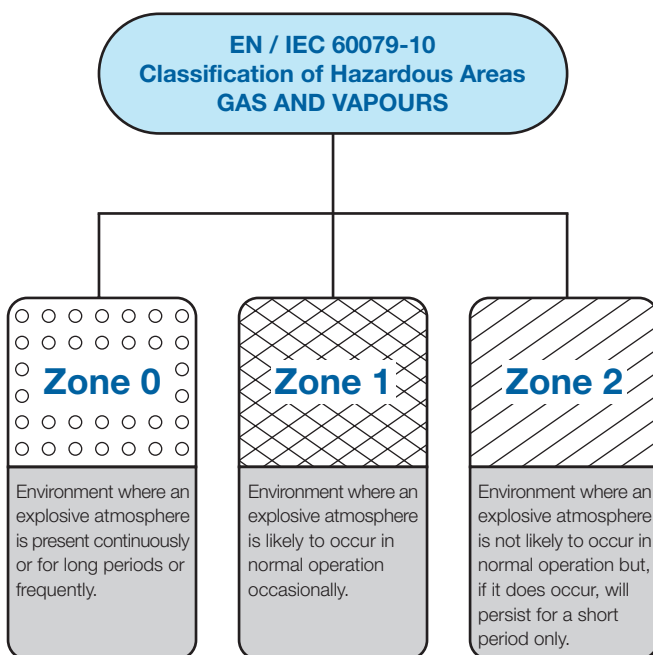 EN / IEC 60079-10
Classification of Hazardous Areas
GAS AND VAPOURS
Zone 0
Environment where an
explosive atmosphere
is present continuously
or for long periods or
frequently.
Zone 1
Environment where an
explosive atmosphere
is likely to occur in
normal operation
occasionally.
Zone 2
Environment where an
explosive atmosphere
is not likely to occur in
normal operation but,
if it does occur, will
persist for a short
period only.